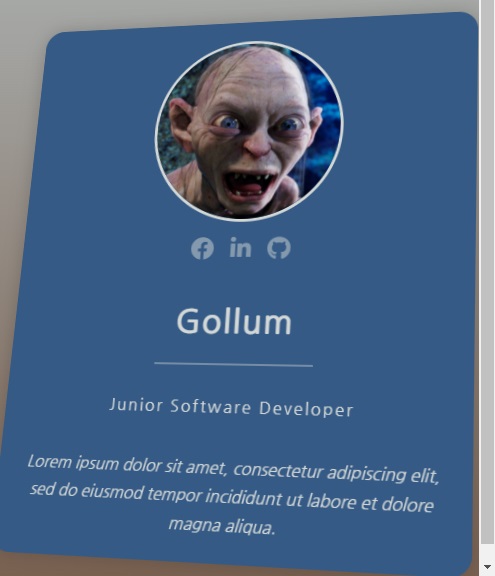 Gollum
Junior Software Developer
Lorem ipsum dolor sit amet, consectetur adipiscing elit,
sed do eiusmod tempor incididunt ut labore et dolore
magna aliqua.